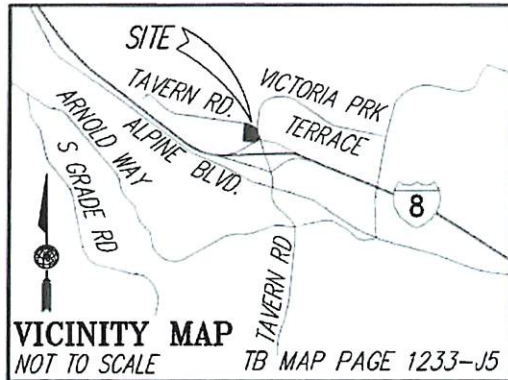 SITE
TAVERN RD.
VICTORIA PRK
TERRACE
ARNOLD WAY
ALPINE BLVD.
S GRADE RD
8
TAVERN RD
VICINITY MAP
NOT TO SCALE
TB MAP PAGE 1233-J5